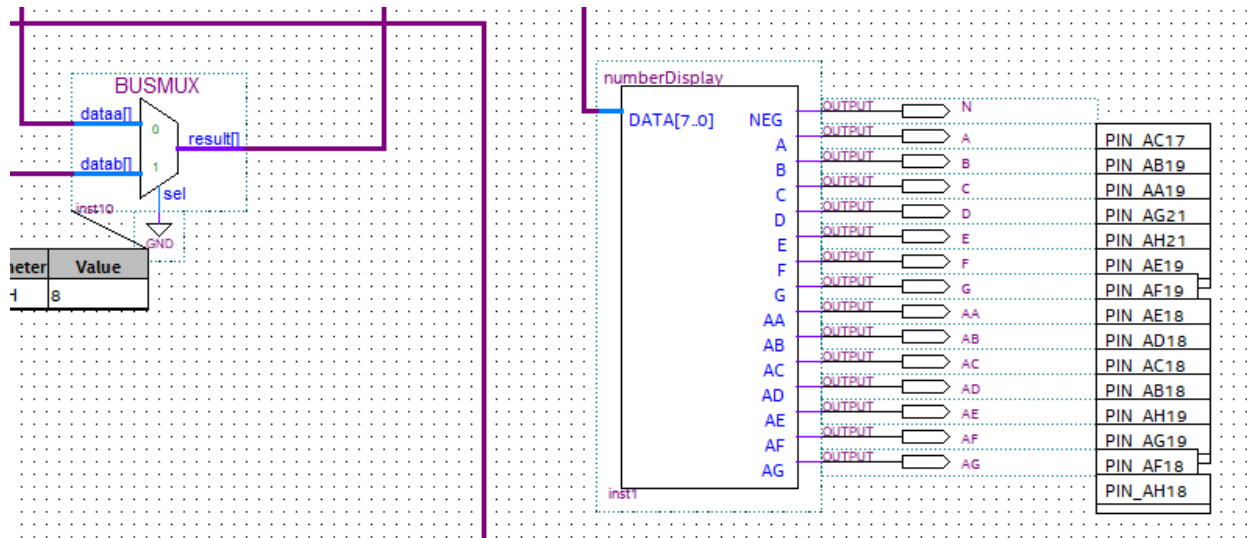 BUSMUX
dataa[]
0
result[]
datab[]
1
sel
inst10
GND
neter Value
H 8
numberDisplay
DATA[7..0]
NEG OUTPUT N
A OUTPUT A
B OUTPUT B
C OUTPUT C
D OUTPUT D
E OUTPUT E
F OUTPUT F
G OUTPUT G
AA OUTPUT AA
AB OUTPUT AB
AC OUTPUT AC
AD OUTPUT AD
AE OUTPUT AE
AF OUTPUT AF
AG OUTPUT AG
inst1
PIN_AC17
PIN_AB19
PIN_AA19
PIN_AG21
PIN_AH21
PIN_AE19
PIN_AF19
PIN_AE18
PIN_AD18
PIN_AC18
PIN_AB18
PIN_AH19
PIN_AG19
PIN_AF18
PIN_AH18